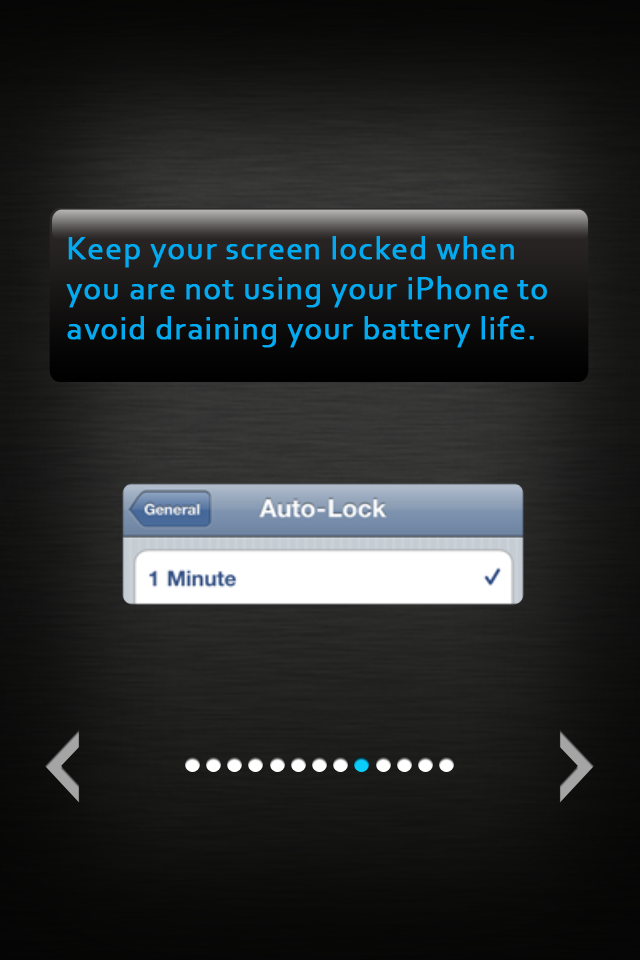 Keep your screen locked when
you are not using your iPhone to
avoid draining your battery life.
General
Auto-Lock
1 Minute